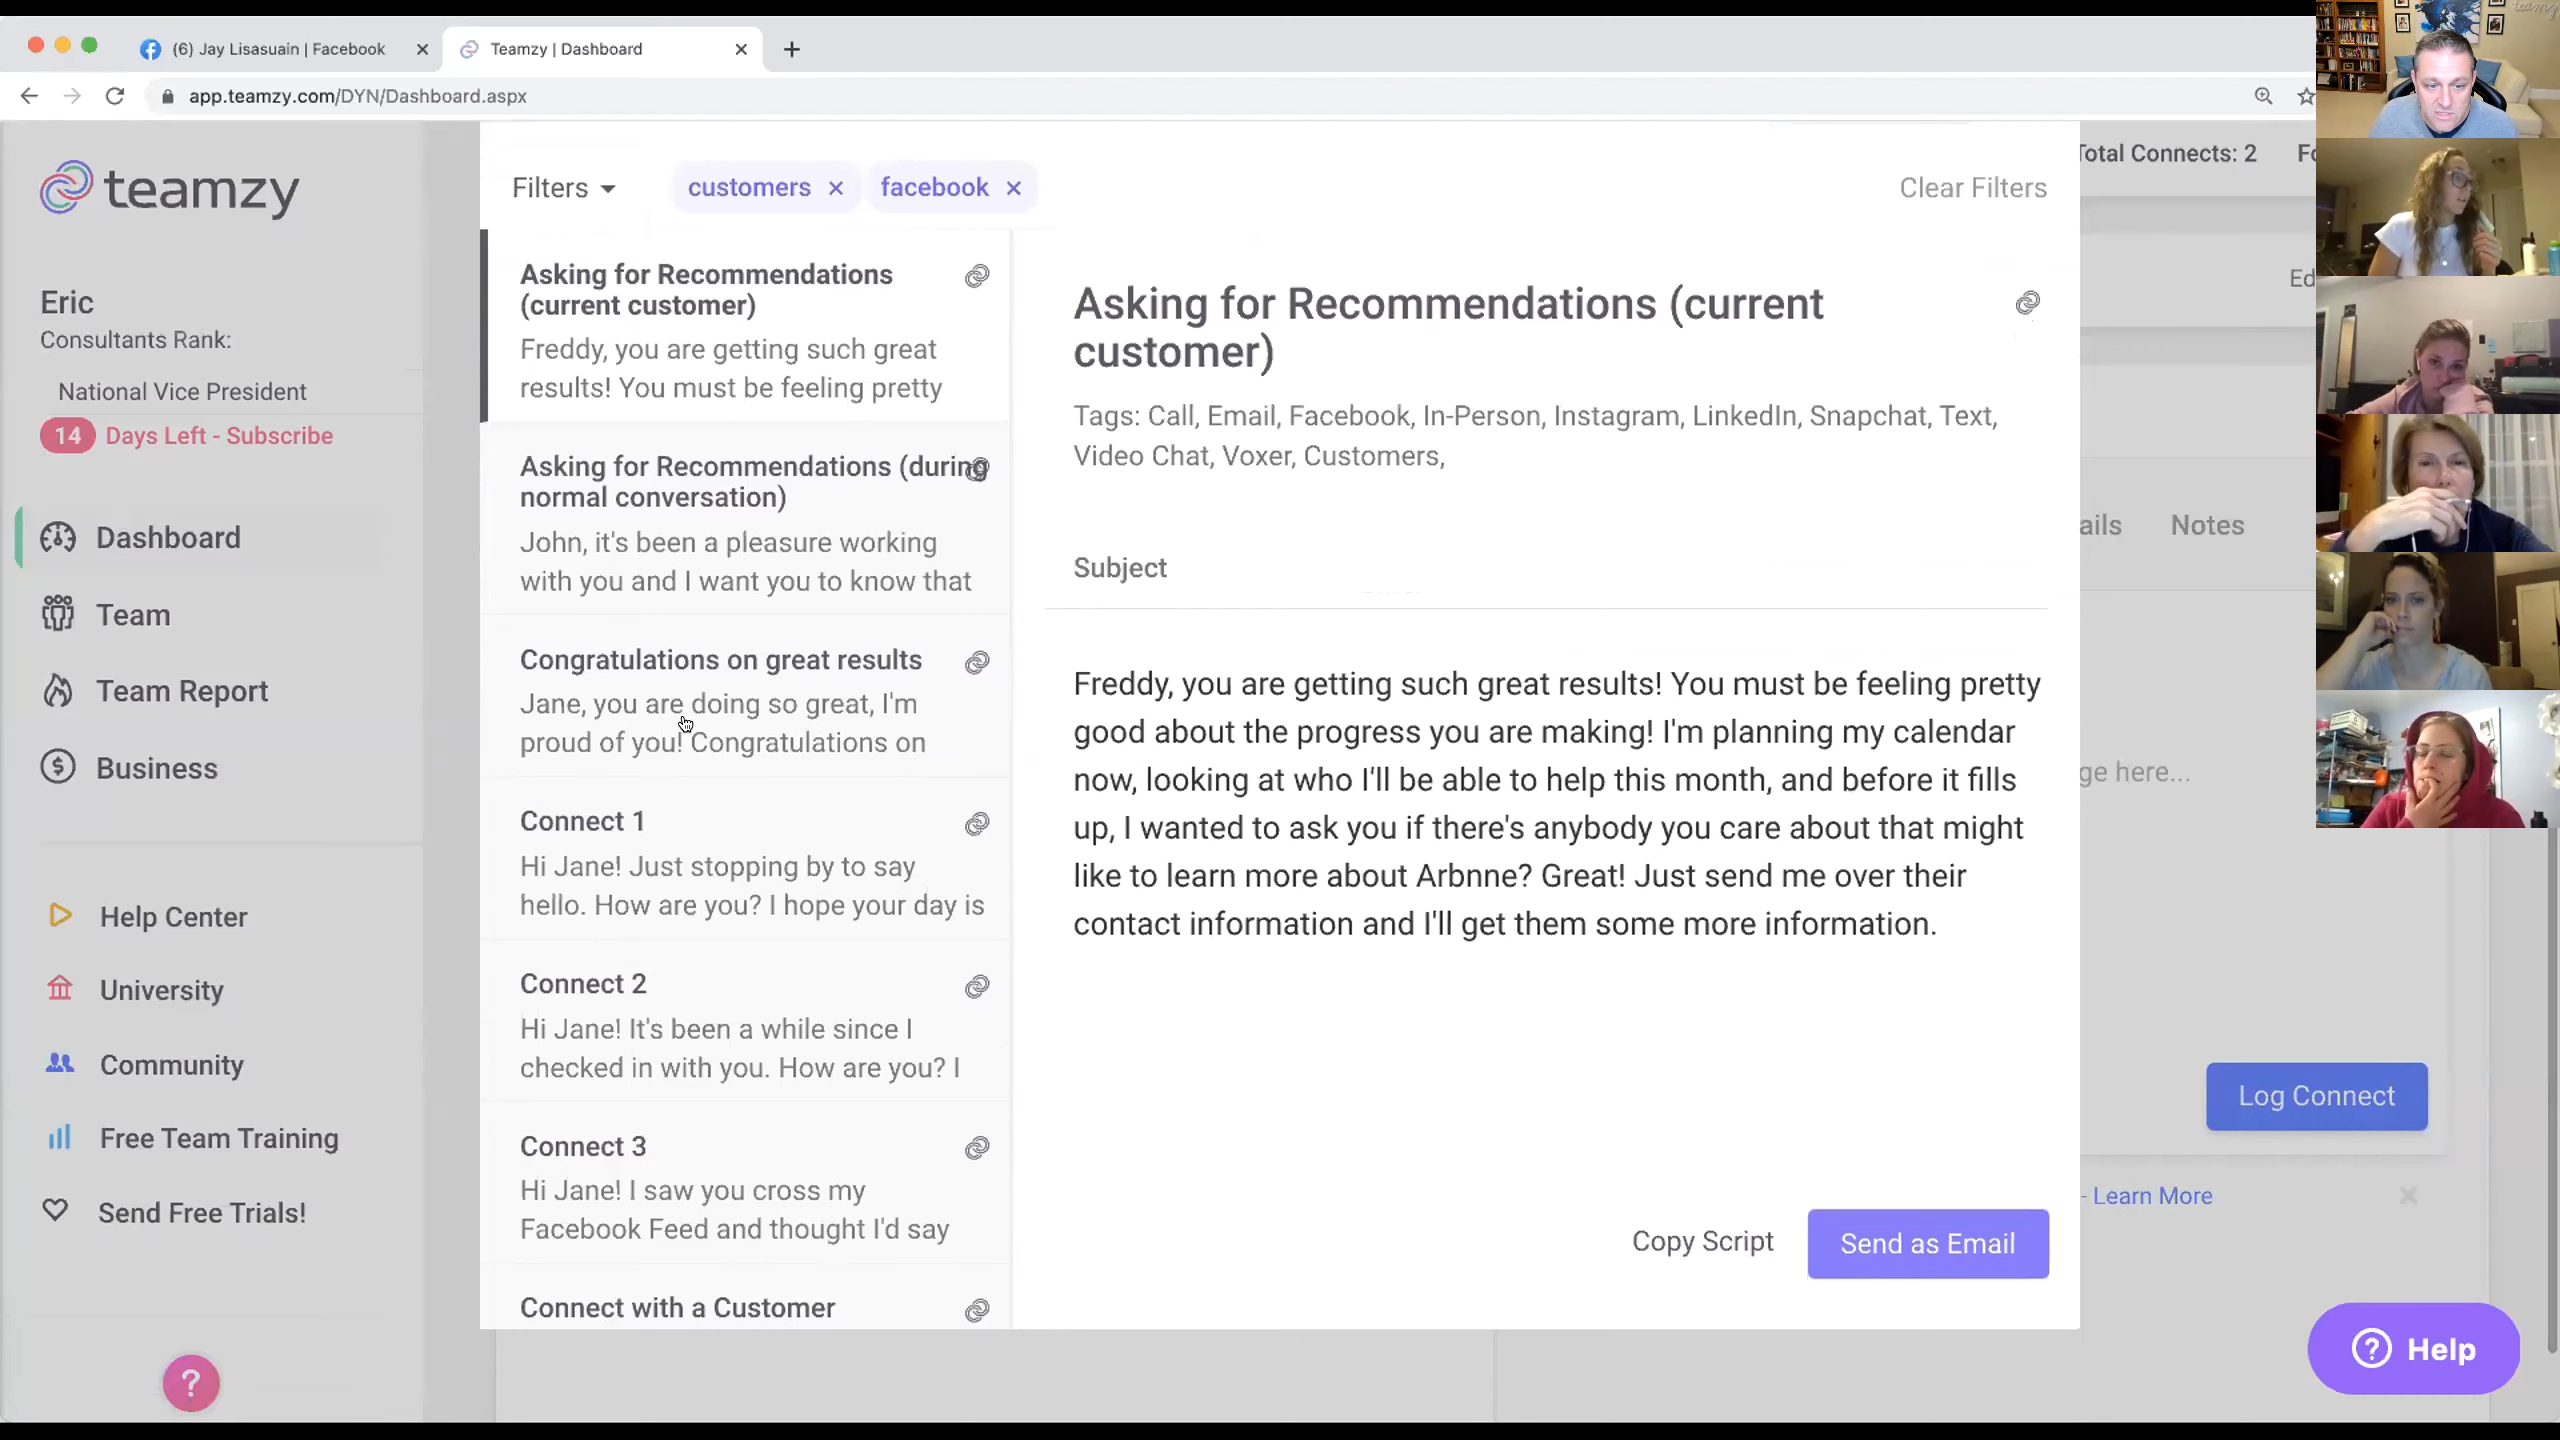 (6) Jay Lisasuain | Facebook
Teamzy | Dashboard
app.teamzy.com/DYN/Dashboard.aspx
teamzy
Eric
Consultants Rank:
National Vice President
14 Days Left - Subscribe
Dashboard
Team
Team Report
Business
Help Center
University
Community
Free Team Training
Send Free Trials!
?
Filters
customers
facebook
Clear Filters
Asking for Recommendations
(current customer)
Freddy, you are getting such great
results! You must be feeling pretty
Asking for Recommendations (during
normal conversation)
John, it's been a pleasure working
with you and I want you to know that
Congratulations on great results
Jane, you are doing so great, I'm
proud of you! Congratulations on
Connect 1
Hi Jane! Just stopping by to say
hello. How are you? I hope your day is
Connect 2
Hi Jane! It's been a while since I
checked in with you. How are you? I
Connect 3
Hi Jane! I saw you cross my
Facebook Feed and thought I'd say
Connect with a Customer
Asking for Recommendations (current
customer)
Tags: Call, Email, Facebook, In-Person, Instagram, LinkedIn, Snapchat, Text,
Video Chat, Voxer, Customers,
Subject
Freddy, you are getting such great results! You must be feeling pretty
good about the progress you are making! I'm planning my calendar
now, looking at who I'll be able to help this month, and before it fills
up, I wanted to ask you if there's anybody you care about that might
like to learn more about Arbnne? Great! Just send me over their
contact information and I'll get them some more information.
Copy Script
Send as Email
Total Connects: 2
Fo
Ed
ails
Notes
ge here...
Log Connect
- Learn More
? Help
teamzy